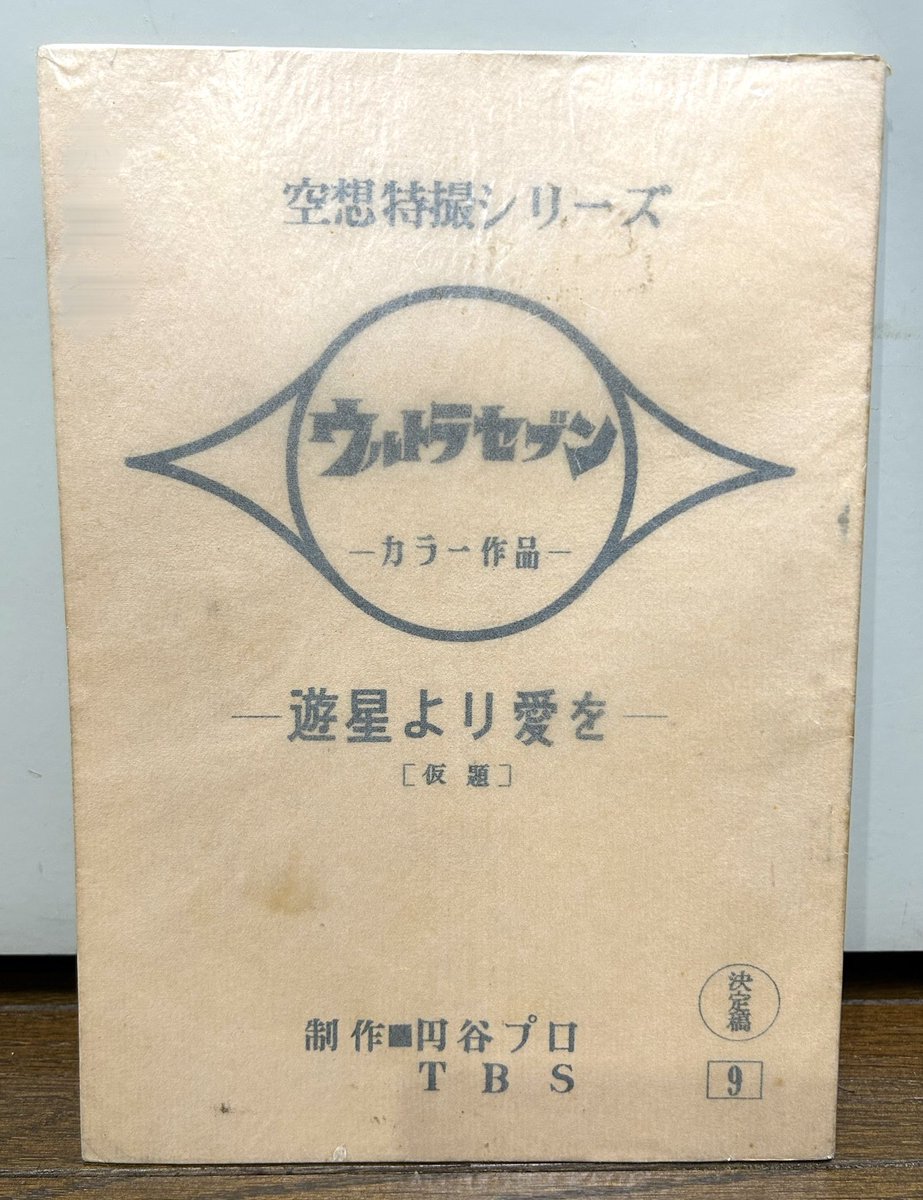 空想特撮シリーズ
ウルトラセブン
―カラー作品―
―遊星より愛を―
[仮題]
決定稿
制作■円谷プロ
TBS
9